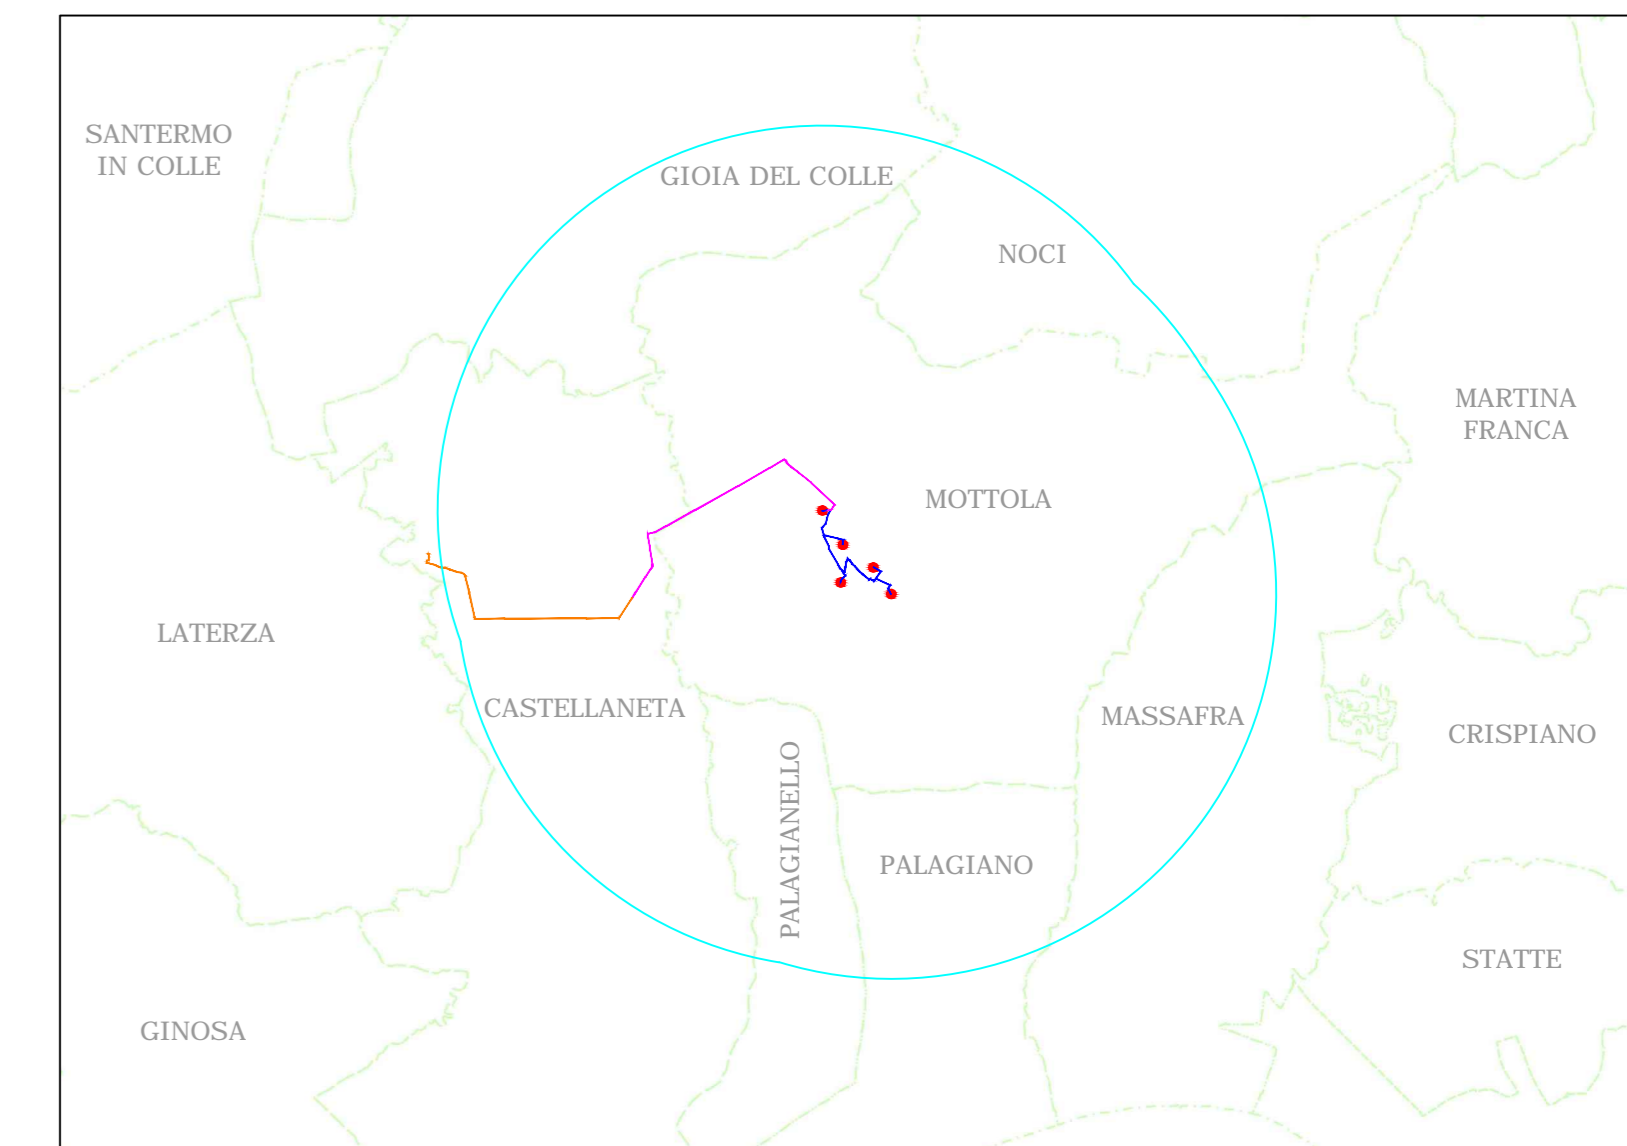 SANTERMO
IN COLLE
GIOIA DEL COLLE
NOCI
MARTINA
FRANCA
MOTTOLA
LATERZA
CASTELLANETA
MASSAFRA
CRISPIANO
PALAGIANELLO
PALAGIANO
STATTE
GINOSA